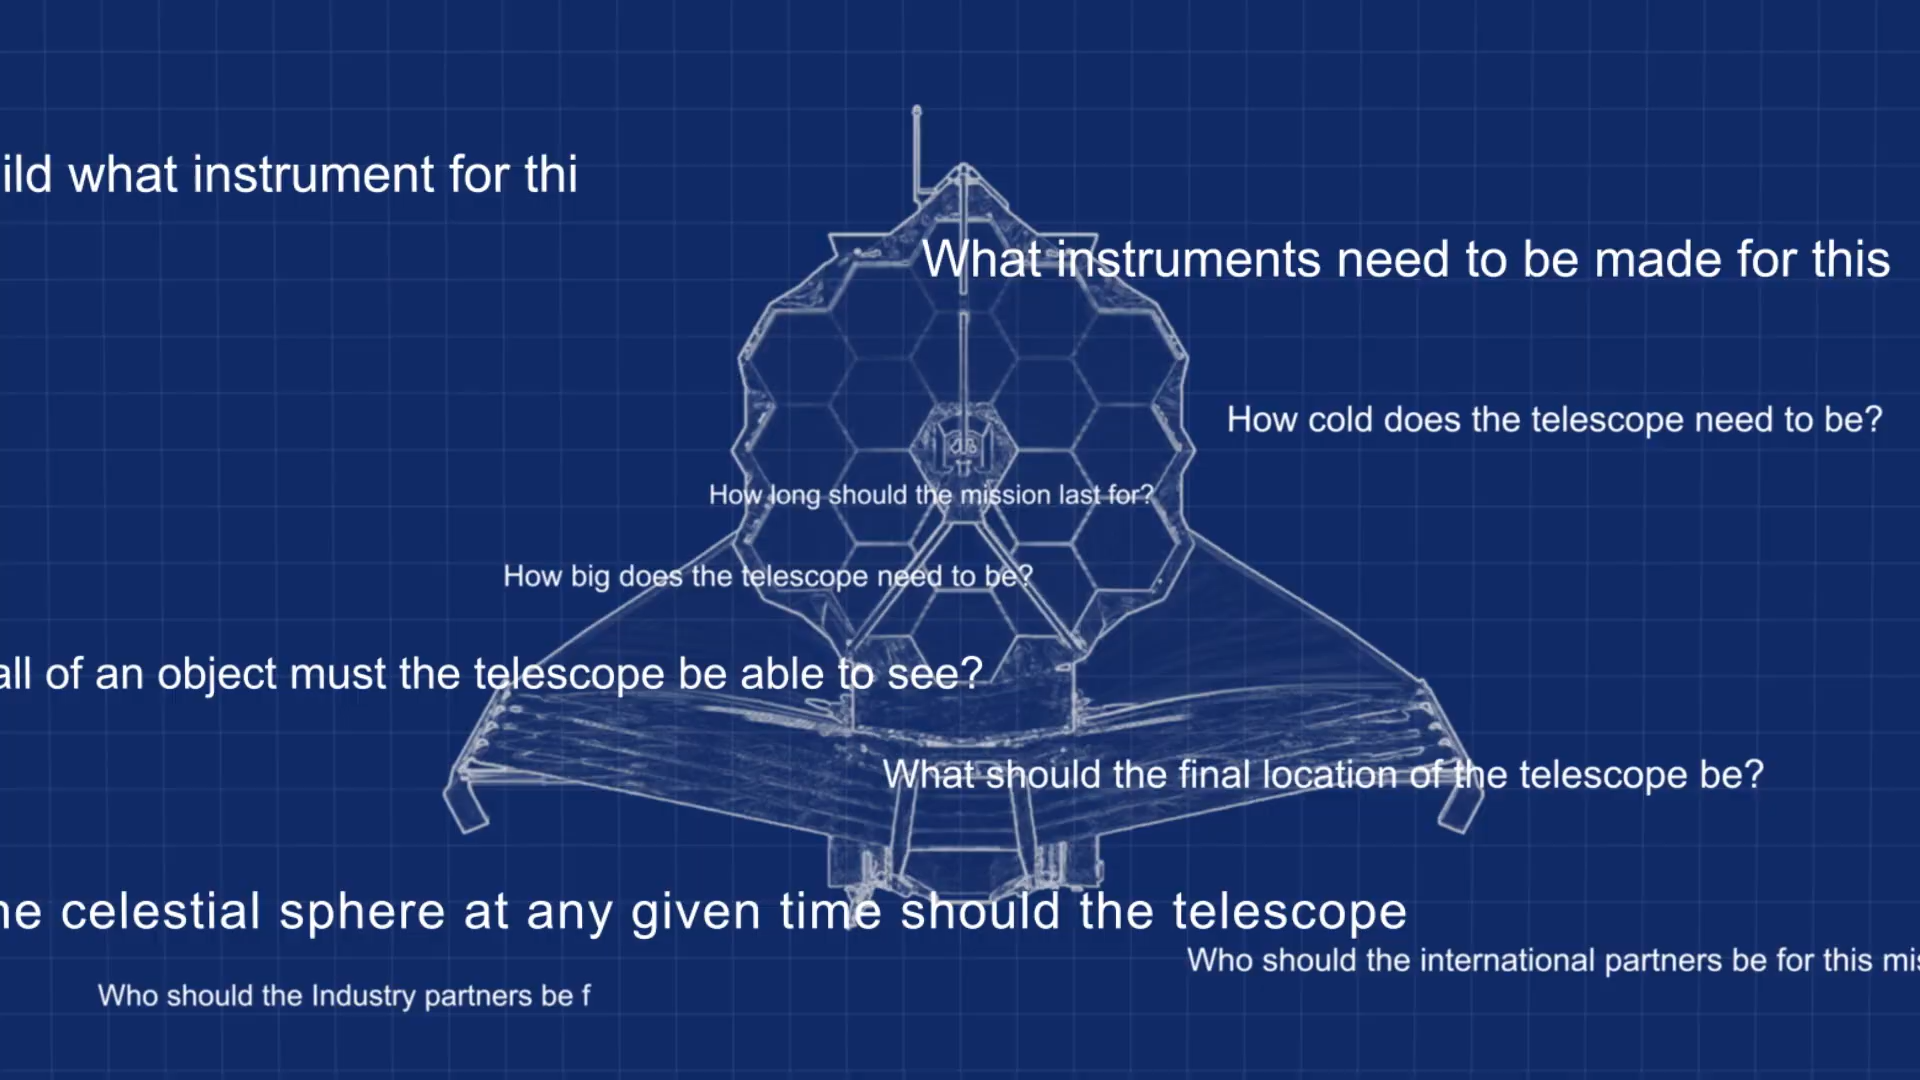 ild what instrument for thi
What instruments need to be made for this
How cold does the telescope need to be?
How long should the mission last for?
How big does the telescope need to be?
all of an object must the telescope be able to see?
What should the final location of the telescope be?
he celestial sphere at any given time should the telescope
Who should the international partners be for this mis
Who should the Industry partners be f